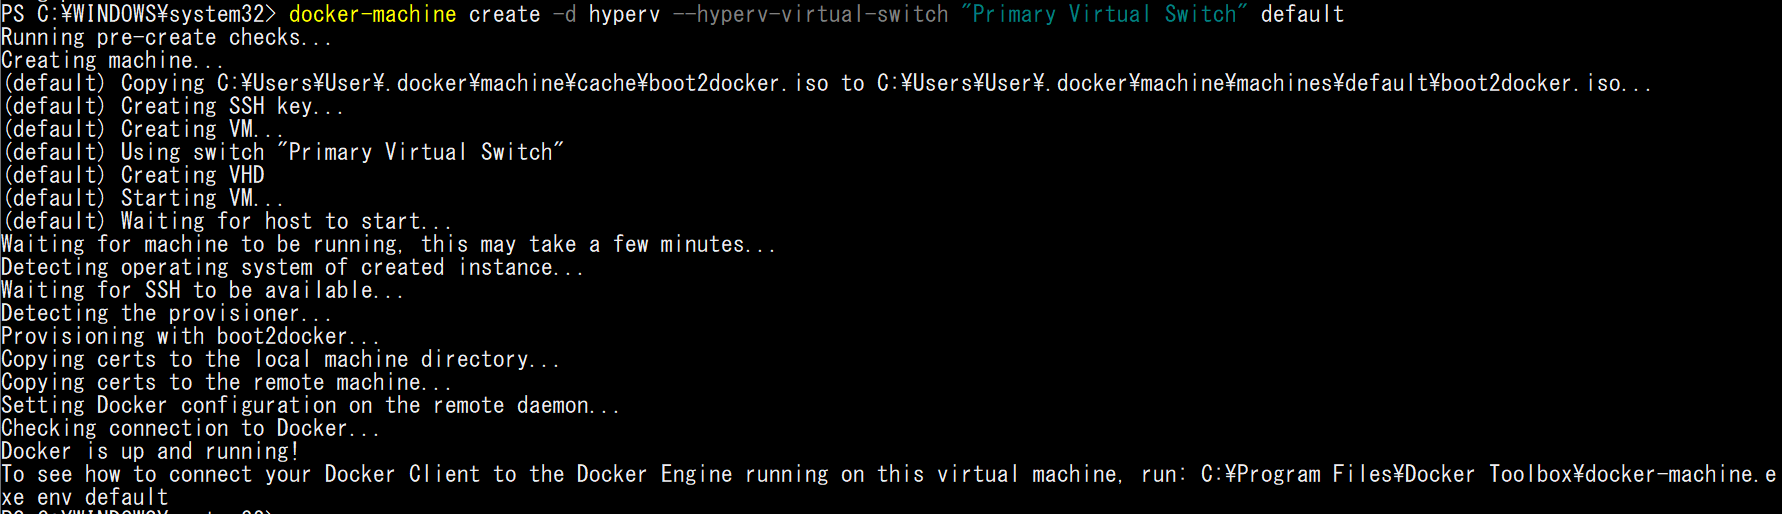 PS C:¥WINDOWS¥system32> docker-machine create -d hyperv --hyperv-virtual-switch "Primary Virtual Switch" default
Running pre-create checks...
Creating machine...
(default) Copying C:¥Users¥User¥.docker¥machine¥cache¥boot2docker.iso to C:¥Users¥User¥.docker¥machine¥machines¥default¥boot2docker.iso...
(default) Creating SSH key...
(default) Creating VM...
(default) Using switch "Primary Virtual Switch"
(default) Creating VHD
(default) Starting VM...
(default) Waiting for host to start...
Waiting for machine to be running, this may take a few minutes...
Detecting operating system of created instance...
Waiting for SSH to be available...
Detecting the provisioner...
Provisioning with boot2docker...
Copying certs to the local machine directory...
Copying certs to the remote machine...
Setting Docker configuration on the remote daemon...
Checking connection to Docker...
Docker is up and running!
To see how to connect your Docker Client to the Docker Engine running on this virtual machine, run: C:¥Program Files¥Docker Toolbox¥docker-machine.e
xe env default